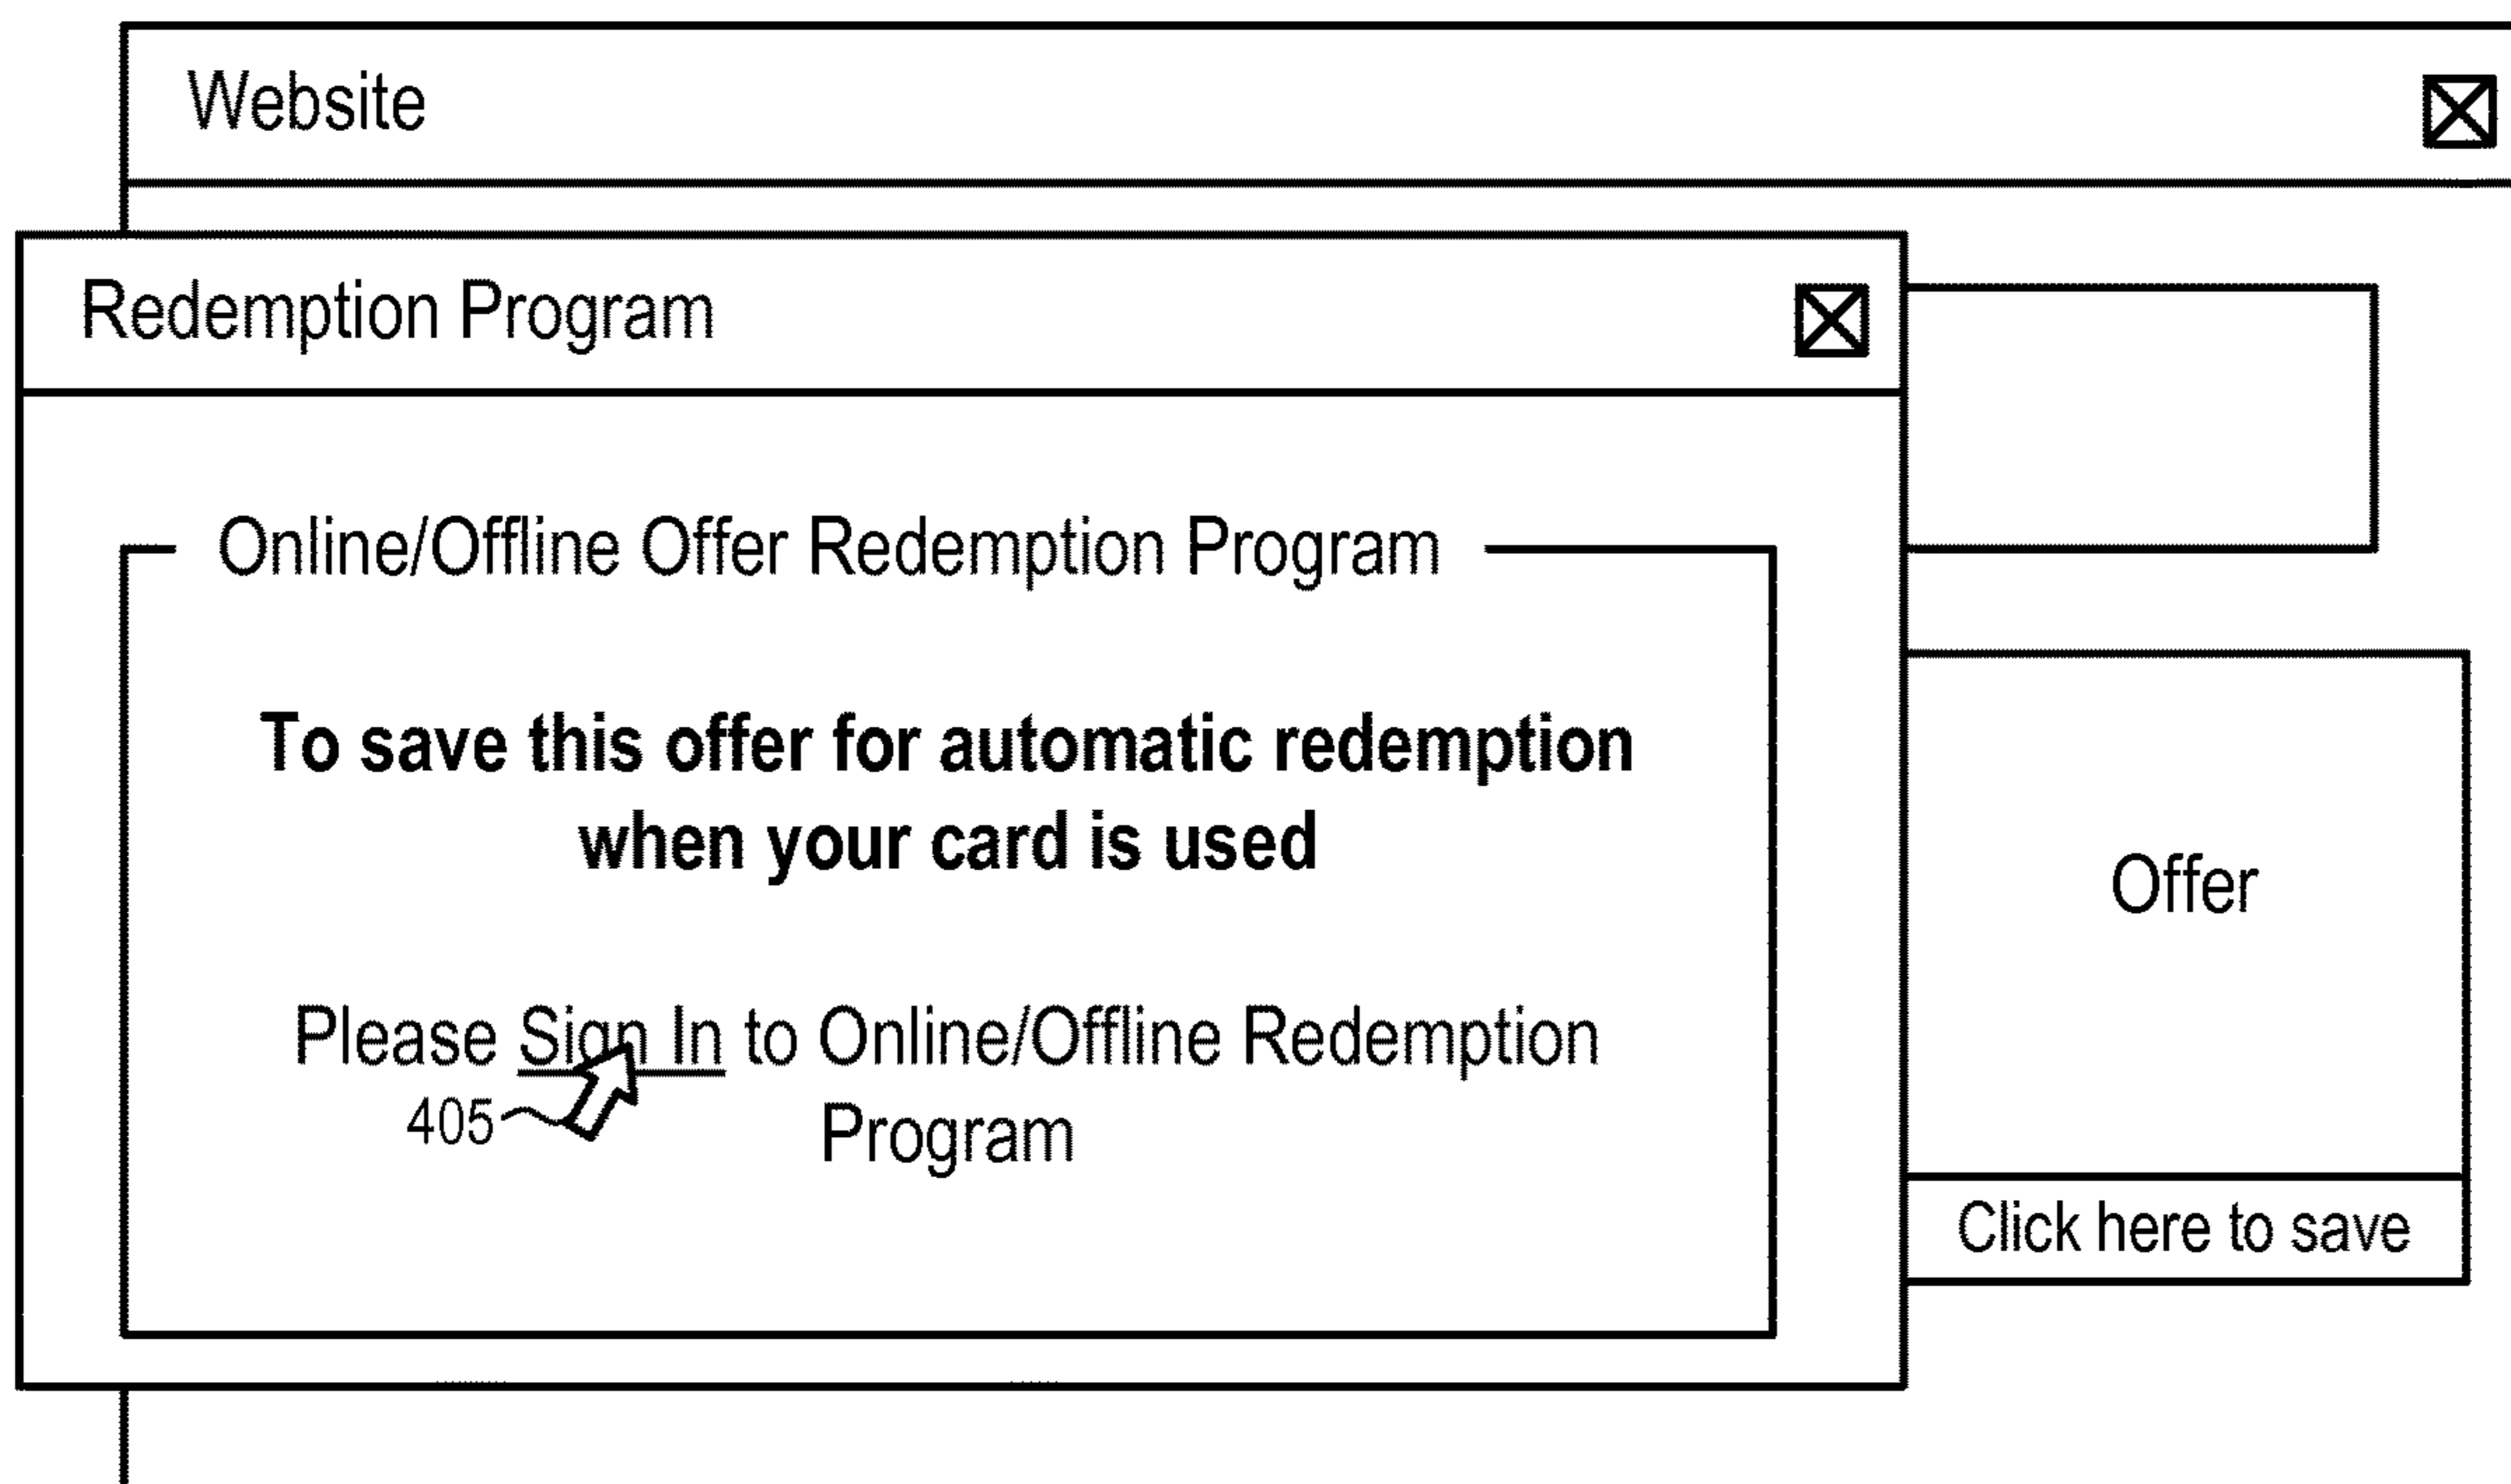 Website
Redemption Program
Online/Offline Offer Redemption Program
To save this offer for automatic redemption
when your card is used
Please Sign In to Online/Offline Redemption
405
Program
Offer
Click here to save